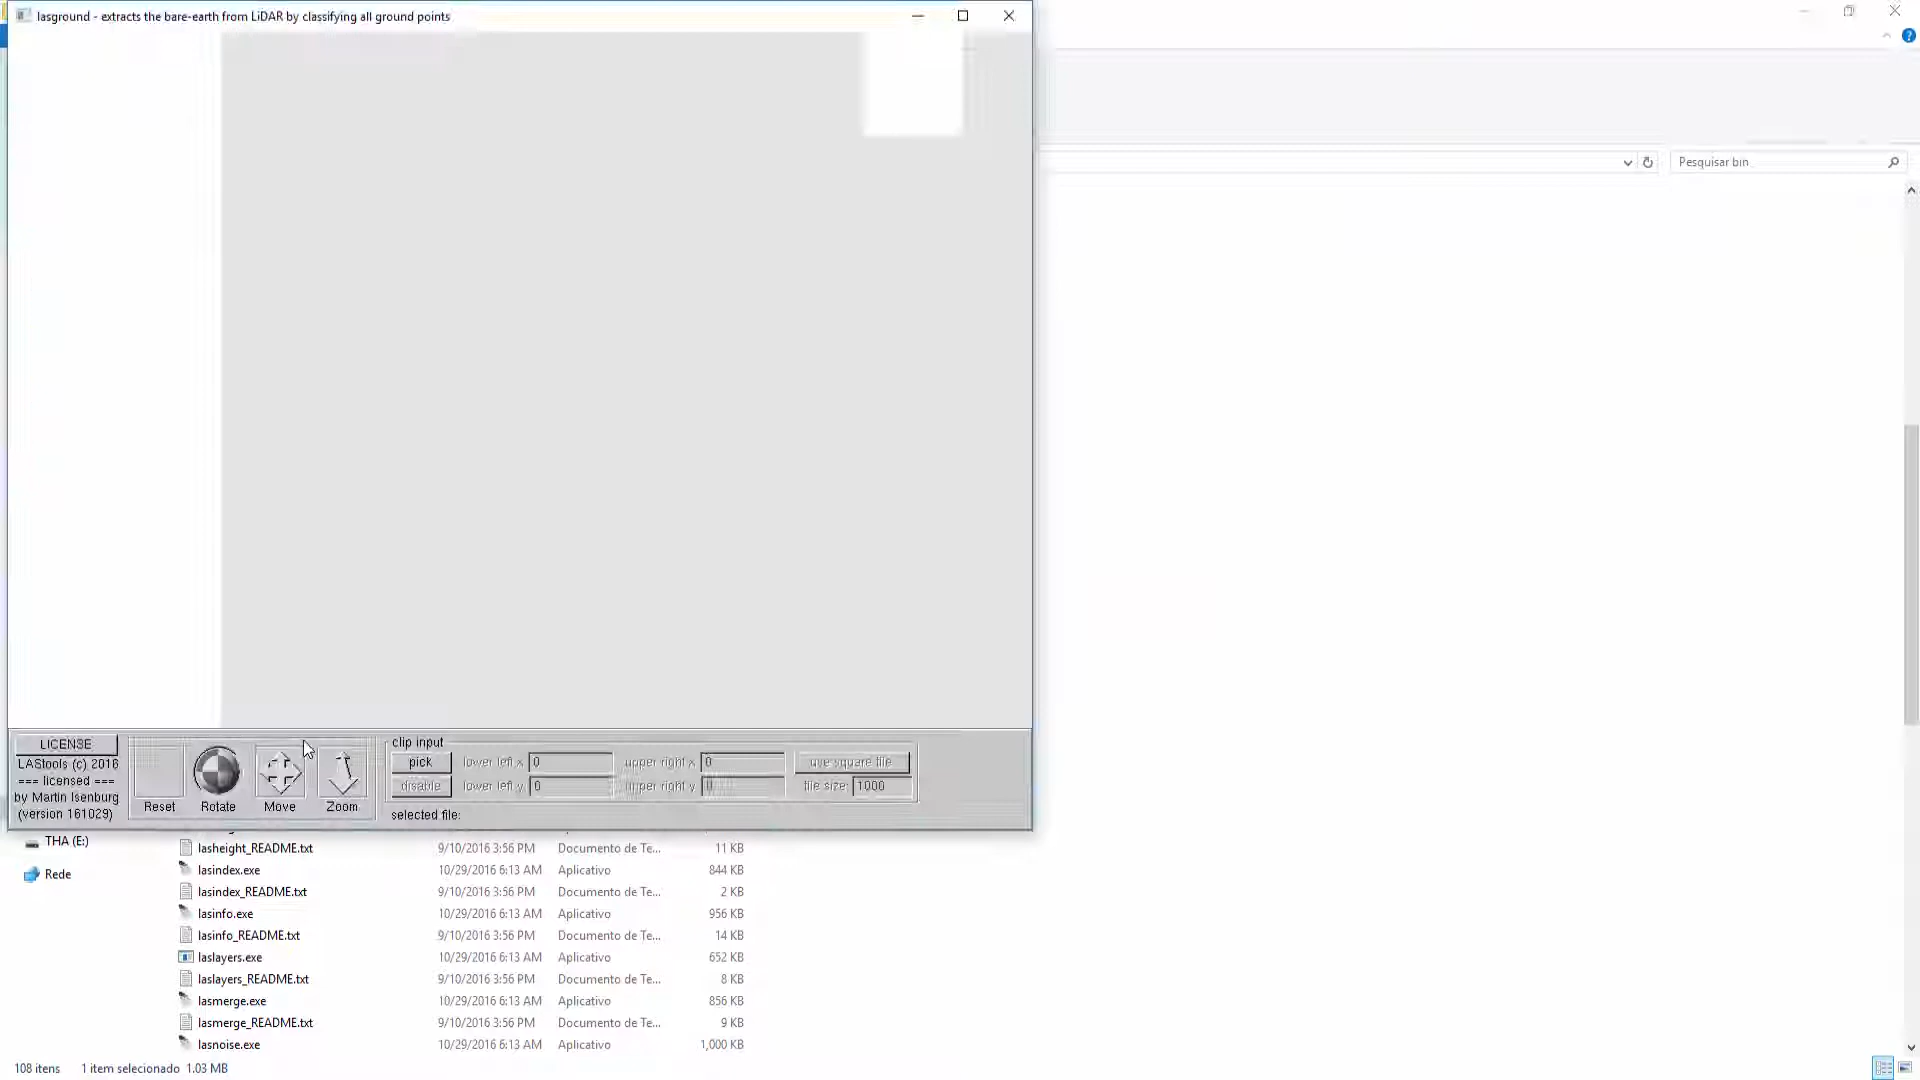 lasground - extracts the bare-earth from LiDAR by classifying all ground points
Pesquisar bin
LICENSE
LAStools (c) 2016
=== licensed ===
by Martin Isenburg
(version 161029)
Reset
Rotate
Move
Zoom
clip input
pick
lower left x
0
upper right x
0
use square tile
disable
lower left y
0
upper right y
0
tile size:
1000
selected file:
THA (E:)
Rede
lasheight_README.txt 9/10/2016 3:56 PM Documento de Te... 11 KB
lasindex.exe 10/29/2016 6:13 AM Aplicativo 844 KB
lasindex_README.txt 9/10/2016 3:56 PM Documento de Te... 2 KB
lasinfo.exe 10/29/2016 6:13 AM Aplicativo 956 KB
lasinfo_README.txt 9/10/2016 3:56 PM Documento de Te... 14 KB
laslayers.exe 10/29/2016 6:13 AM Aplicativo 652 KB
laslayers_README.txt 9/10/2016 3:56 PM Documento de Te... 8 KB
lasmerge.exe 10/29/2016 6:13 AM Aplicativo 856 KB
lasmerge_README.txt 9/10/2016 3:56 PM Documento de Te... 9 KB
lasnoise.exe 10/29/2016 6:13 AM Aplicativo 1,000 KB
108 itens 1 item selecionado 1.03 MB